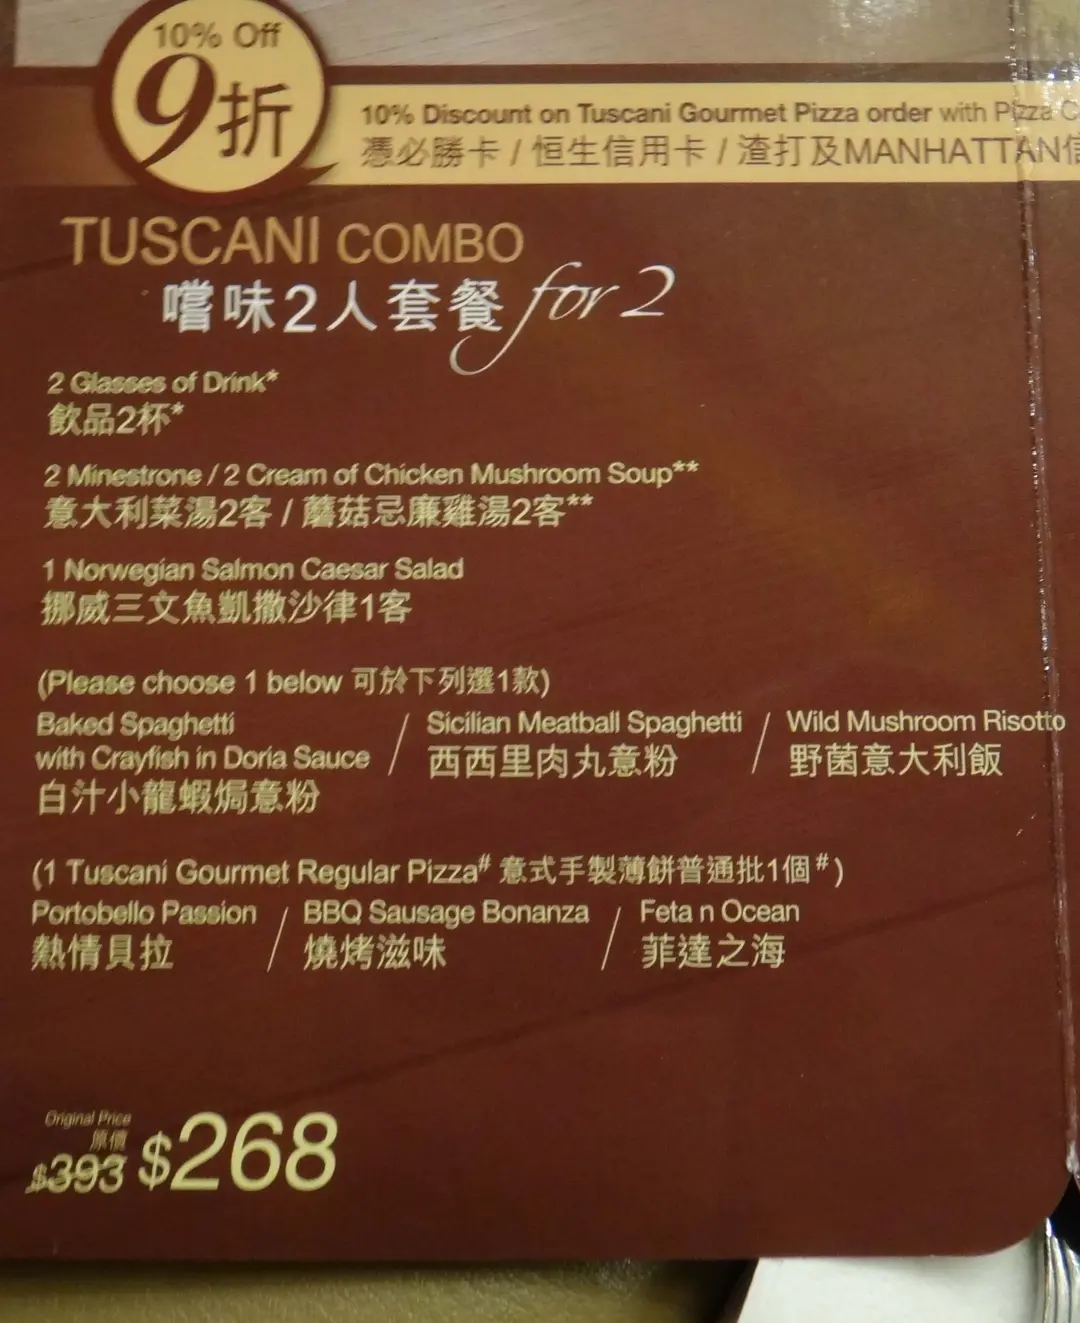 10% Off
9折
10% Discount on Tuscani Gourmet Pizza order with Pizza
憑必勝卡 / 恒生信用卡 / 渣打及MANHATTAN信
TUSCANI COMBO
嚐味2人套餐 for 2
2 Glasses of Drink*
飲品2杯*
2 Minestrone / 2 Cream of Chicken Mushroom Soup**
意大利菜湯2客 / 蘑菇忌廉雞湯2客**
1 Norwegian Salmon Caesar Salad
挪威三文魚凱撒沙律1客
(Please choose 1 below 可於下列選1款)
Baked Spaghetti
with Crayfish in Doria Sauce
白汁小龍蝦焗意粉
/
Sicilian Meatball Spaghetti
西西里肉丸意粉
/
Wild Mushroom Risotto
野菌意大利飯
(1 Tuscani Gourmet Regular Pizza# 意式手製薄餅普通批1個#)
Portobello Passion / BBQ Sausage Bonanza / Feta n Ocean
熱情貝拉 燒烤滋味 菲達之海
Original Price
原價
$393 $268